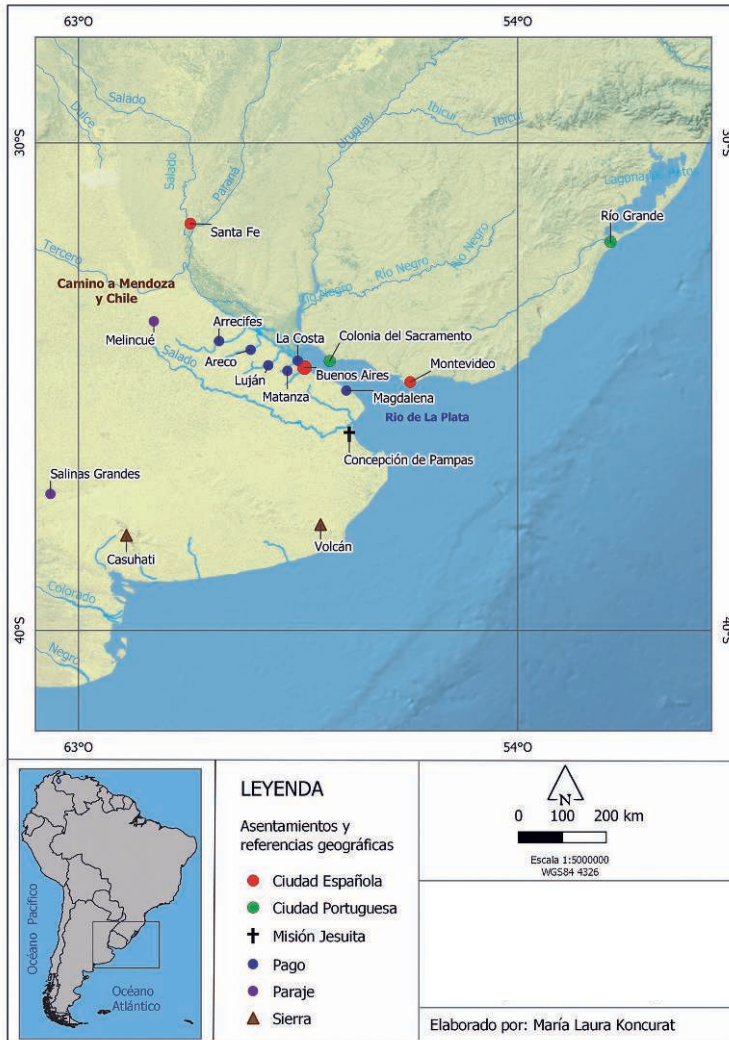 63°O 54°O
Salado
Dulce
Uruguay
Ibicuí
Ibicuí
30°S
30°S
Salado
Paraná
Lagona de Patos
Santa Fe
Río Grande
Tercero
Río Negro
Río Negro
Río Negro
Camino a Mendoza
y Chile
Melincué
Arrecifes
La Costa
Colonia del Sacramento
Areco
Salado
Buenos Aires
Montevideo
Luján
Matanza
Magdalena
Rio de La Plata
Concepción de Pampas
Salinas Grandes
Casuhati
Volcán
Colorado
Negro
40°S
40°S
63°O 54°O
Océano Pacífico
Océano
Atlántico
LEYENDA
Asentamientos y
referencias geográficas
Ciudad Española
Ciudad Portuguesa
Misión Jesuita
Pago
Paraje
Sierra
N
0 100 200 km
Escala 1:5000000
WGS84 4326
Elaborado por: María Laura Koncurat